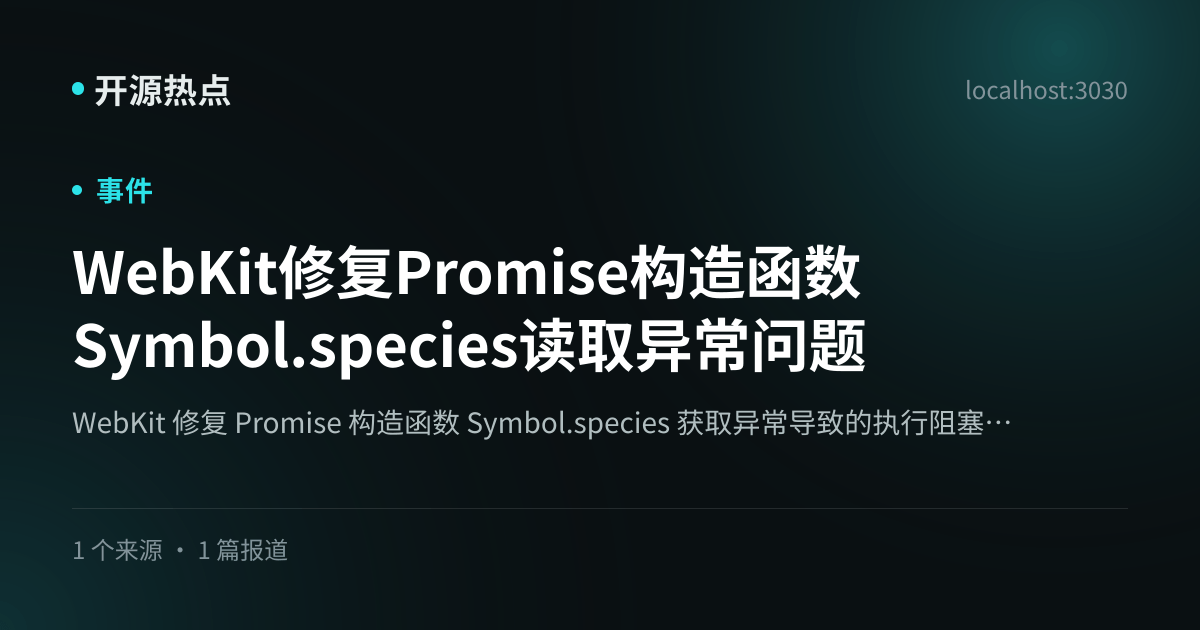 开源热点
localhost:3030
事件
WebKit修复Promise构造函数
Symbol.species读取异常问题
WebKit 修复 Promise 构造函数 Symbol.species 获取异常导致的执行阻塞…
1 个来源 · 1 篇报道